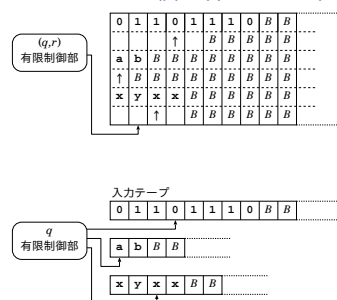 0 1 1 0 1 1 1 0 B B
↑ B B B B B
(q,r)
有限制御部
a b B B B B B B B B
↑ B B B B B B B B B
x y x x B B B B B B
↑ B B B B B B
入力テープ
0 1 1 0 1 1 1 0 B B
q
有限制御部
a b B B
x y x x B B